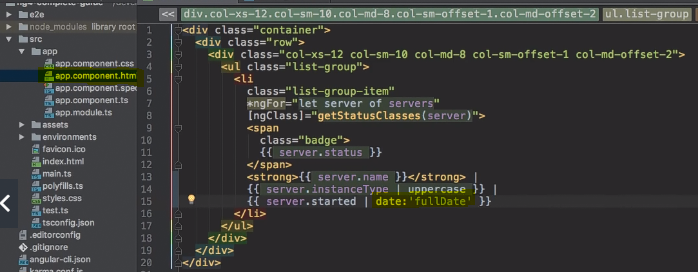 ng4-complete-guide
<< div.col-xs-12.col-sm-10.col-md-8.col-sm-offset-1.col-md-offset-2 ul.list-group
e2e
node_modules library root
src
app
app.component.css
app.component.htm
app.component.spe
app.component.ts
app.module.ts
assets
environments
favicon.ico
index.html
main.ts
polyfills.ts
styles.css
test.ts
tsconfig.json
.editorconfig
.gitignore
angular-cli.json
karma.conf.js
1 <div class="container">
2 <div class="row">
3 <div class="col-xs-12 col-sm-10 col-md-8 col-sm-offset-1 col-md-offset-2">
4 <ul class="list-group">
5 <li
6 class="list-group-item"
7 *ngFor="let server of servers"
8 [ngClass]="getStatusClasses(server)">
9 <span
10 class="badge">
11 {{ server.status }}
12 </span>
13 <strong>{{ server.name }}</strong> |
14 {{ server.instanceType | uppercase }} |
15 {{ server.started | date:'fullDate' }}
16 </li>
17 </ul>
18 </div>
19 </div>
20 </div>